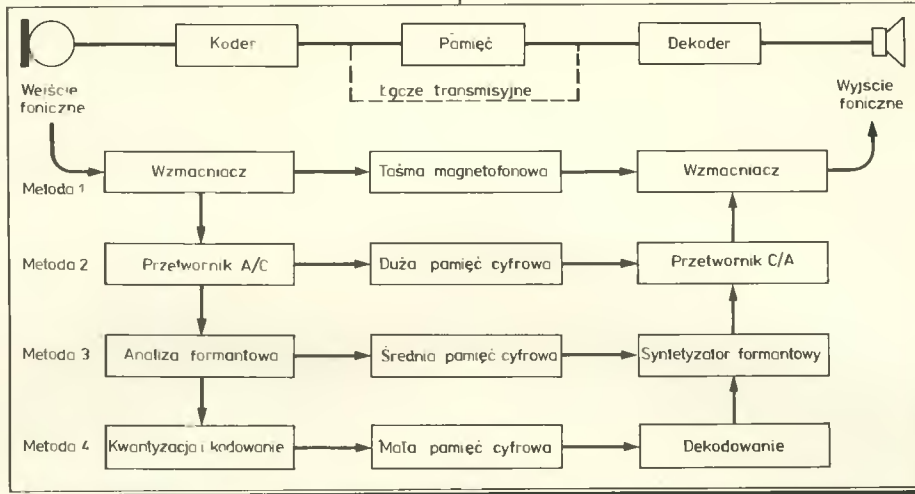 Koder
Pamięć
Dekoder
Łącze transmisyjne
Wejście
foniczne
Wyjście
foniczne
Metoda 1
Wzmacniacz
Taśma magnetofonowa
Wzmacniacz
Metoda 2
Przetwornik A/C
Duża pamięć cyfrowa
Przetwornik C/A
Metoda 3
Analiza formantowa
Średnia pamięć cyfrowa
Syntetyzator formantowy
Metoda 4
Kwantyzacja i kodowanie
Mała pamięć cyfrowa
Dekodowanie